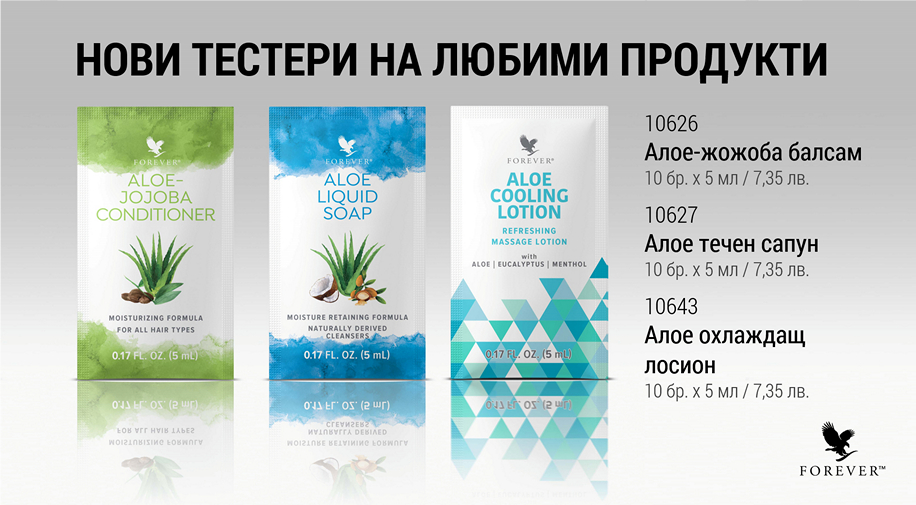 НОВИ ТЕСТЕРИ НА ЛЮБИМИ ПРОДУКТИ
FOREVER®
ALOE-
JOJOBA
CONDITIONER
MOISTURIZING FORMULA
FOR ALL HAIR TYPES
0.17 FL. OZ. (5 mL)
FOREVER®
ALOE
LIQUID
SOAP
MOISTURE RETAINING FORMULA
NATURALLY DERIVED
CLEANSERS
0.17 FL. OZ. (5 mL)
FOREVER®
ALOE
COOLING
LOTION
REFRESHING
MASSAGE LOTION
with
ALOE | EUCALYPTUS | MENTHOL
0.17 FL. OZ. (5 mL)
10626
Алое-жожоба балсам
10 бр. x 5 мл / 7,35 лв.
10627
Алое течен сапун
10 бр. x 5 мл / 7,35 лв.
10643
Алое охлаждащ
лосион
10 бр. x 5 мл / 7,35 лв.
FOREVER™